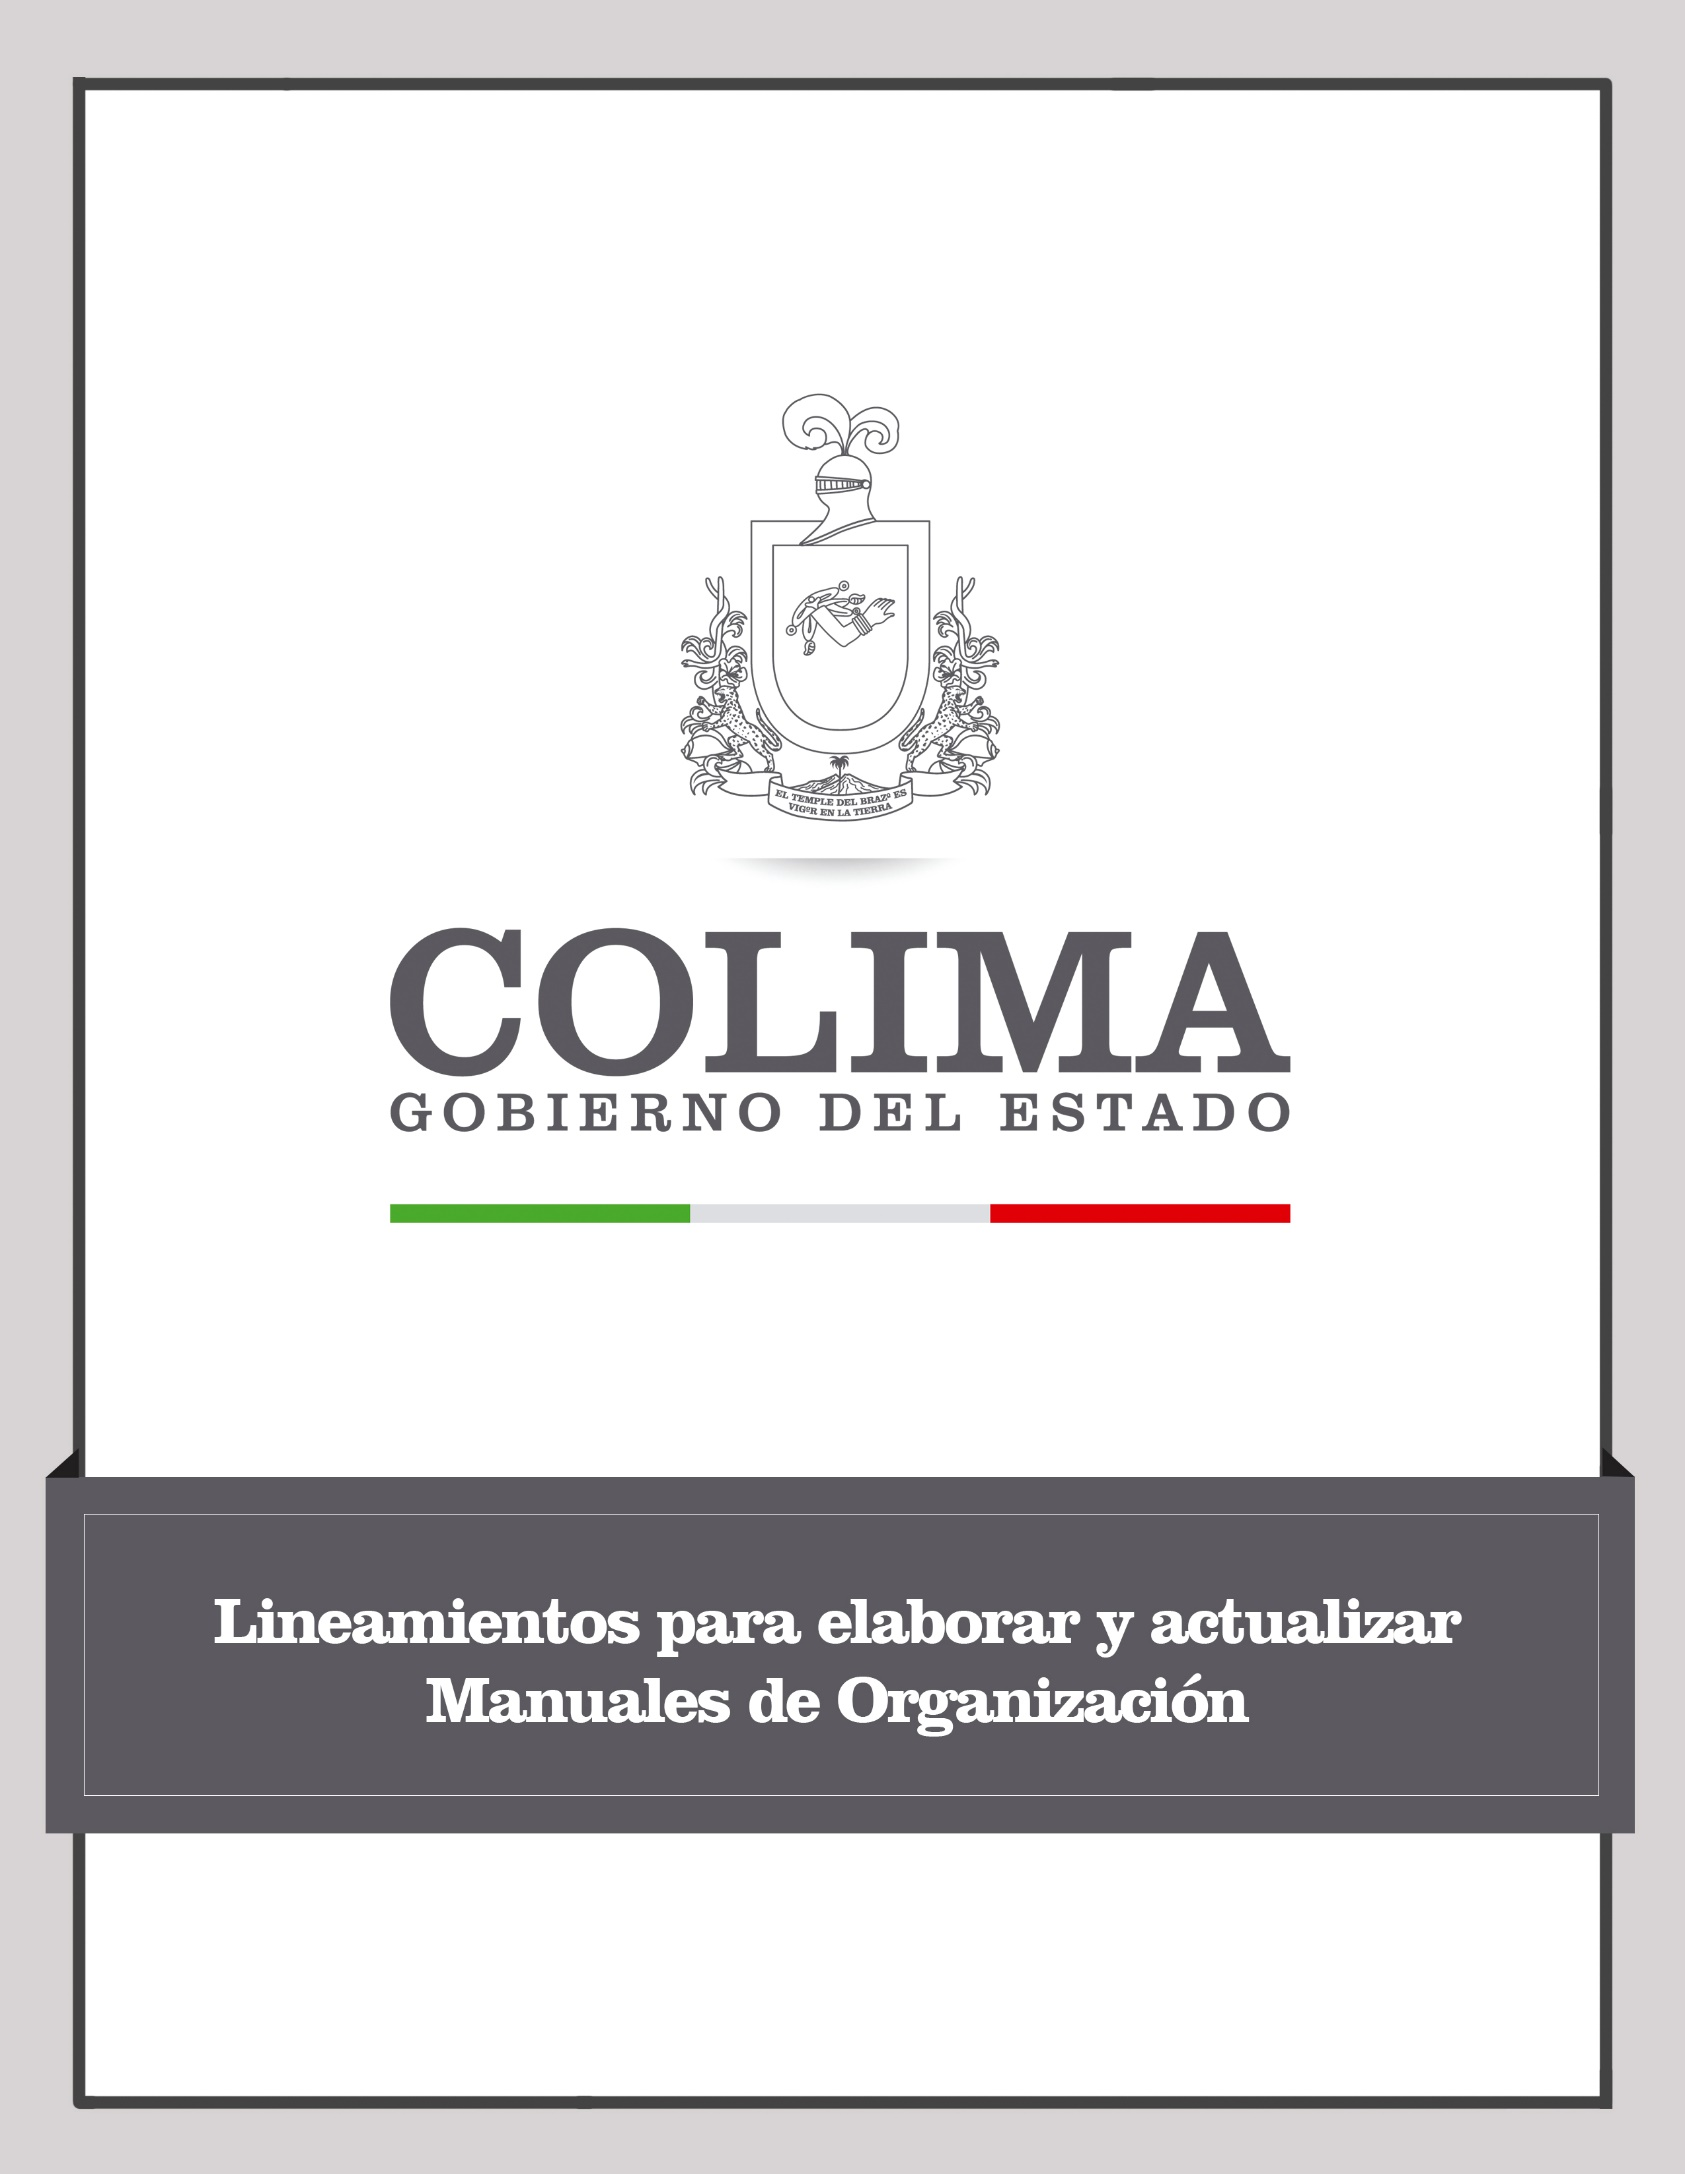 EL TEMPLE DEL BRAZº ES
VIGºR EN LA TIERRA
COLIMA
GOBIERNO DEL ESTADO
Lineamientos para elaborar y actualizar
Manuales de Organización